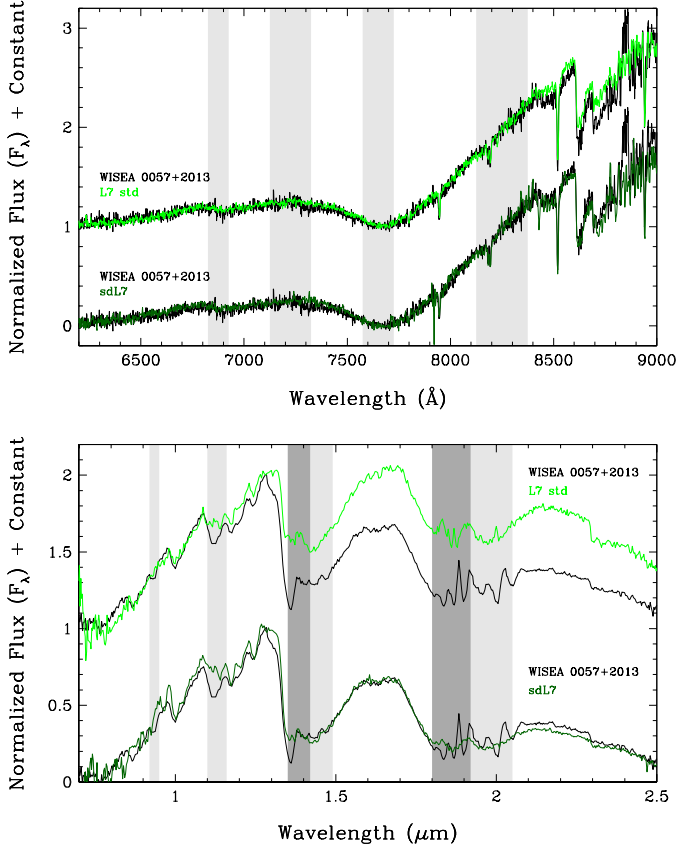 Normalized Flux (Fλ) + Constant
3
2
1
0
WISEA 0057+2013
L7 std
WISEA 0057+2013
sdL7
6500 7000 7500 8000 8500 9000
Wavelength (Å)
Normalized Flux (Fλ) + Constant
2
1.5
1
0.5
0
WISEA 0057+2013
L7 std
WISEA 0057+2013
sdL7
1 1.5 2 2.5
Wavelength (μm)